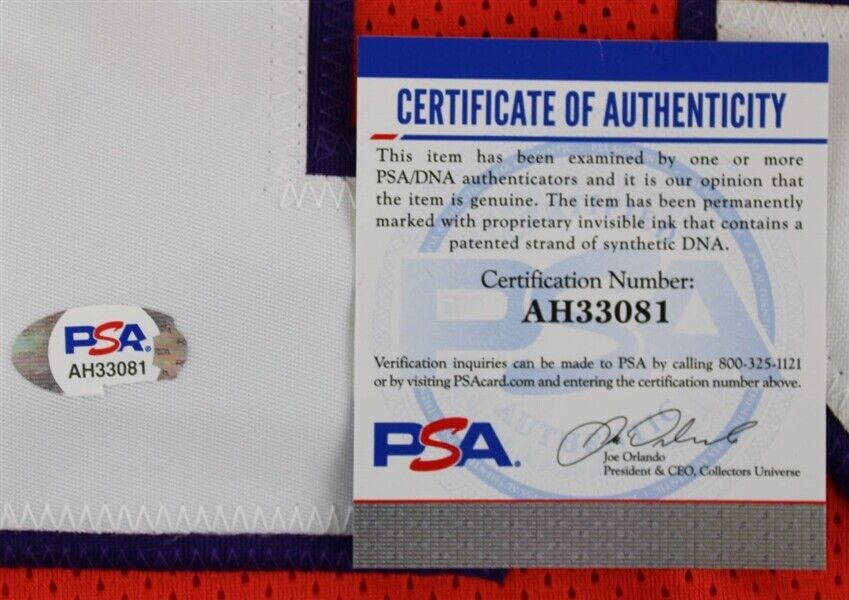 PSA
AH33081
CERTIFICATE OF AUTHENTICITY
This item has been examined by one or more
PSA/DNA authenticators and it is our opinion that
the item is genuine. The item has been permanently
marked with proprietary invisible ink that contains a
patented strand of synthetic DNA.
Certification Number:
AH33081
Verification inquiries can be made to PSA by calling 800-325-1121
or by visiting PSAcard.com and entering the certification number above.
PSA
AUTHENTIC
PSA.
Joe Orlando
President & CEO, Collectors Universe